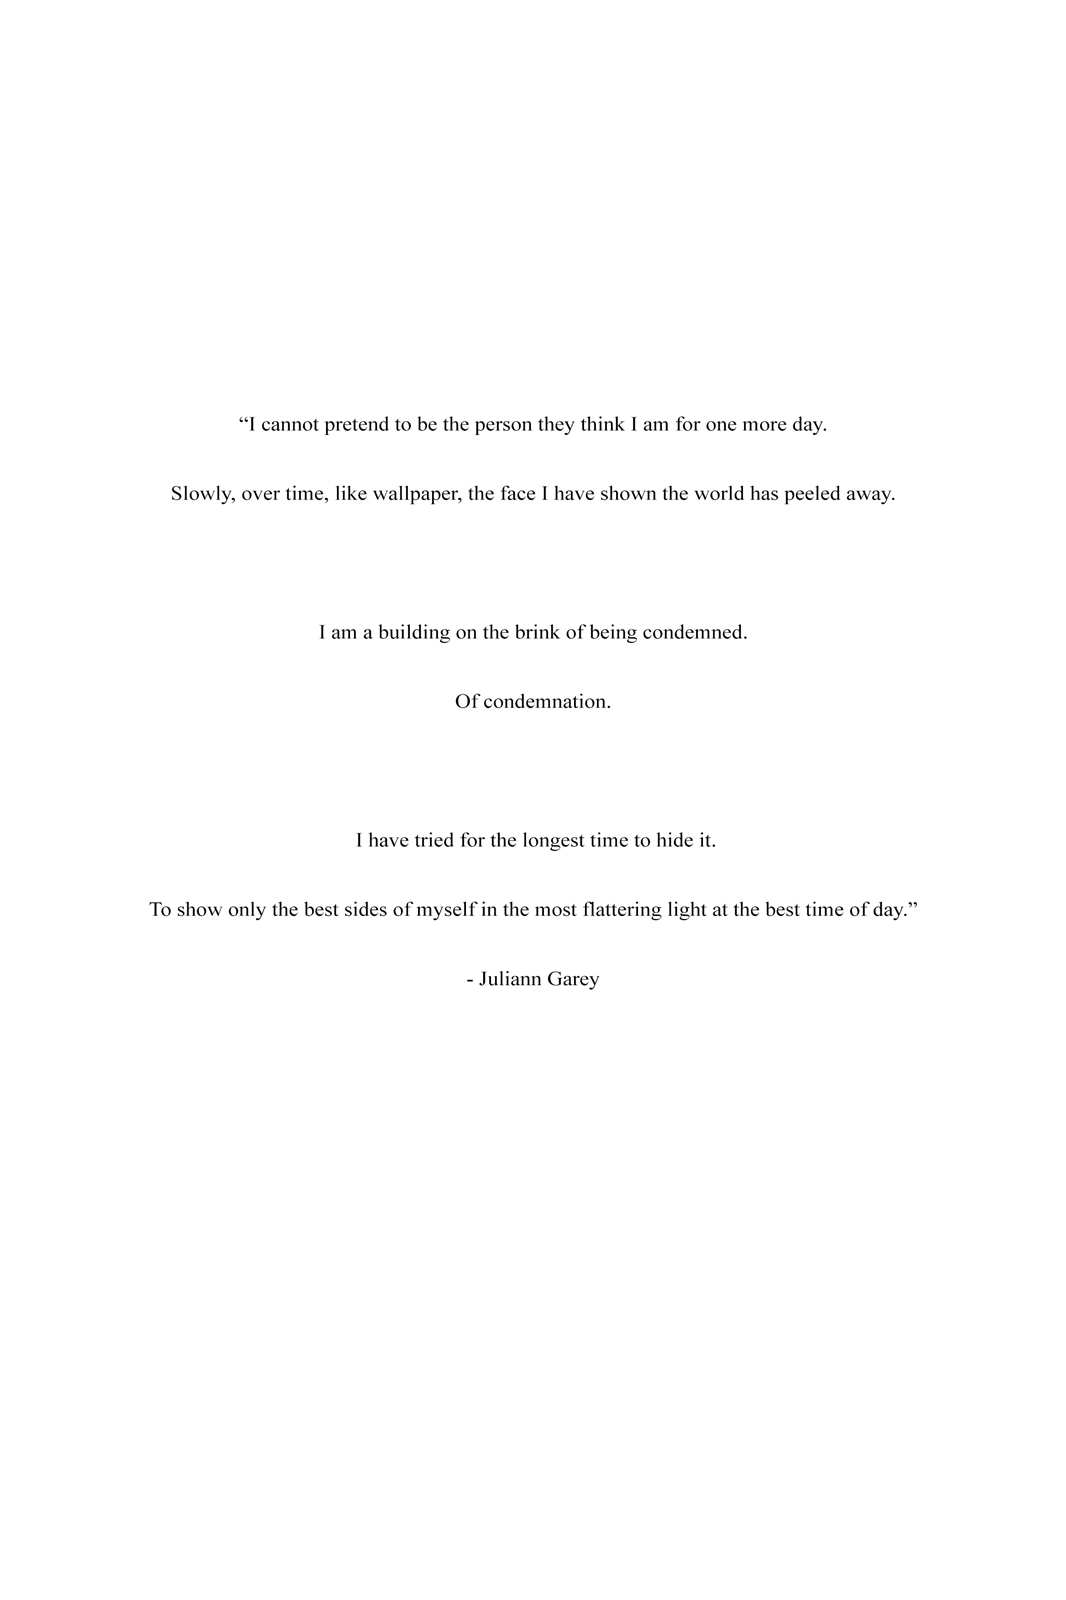 “I cannot pretend to be the person they think I am for one more day.
Slowly, over time, like wallpaper, the face I have shown the world has peeled away.
I am a building on the brink of being condemned.
Of condemnation.
I have tried for the longest time to hide it.
To show only the best sides of myself in the most flattering light at the best time of day.”
- Juliann Garey